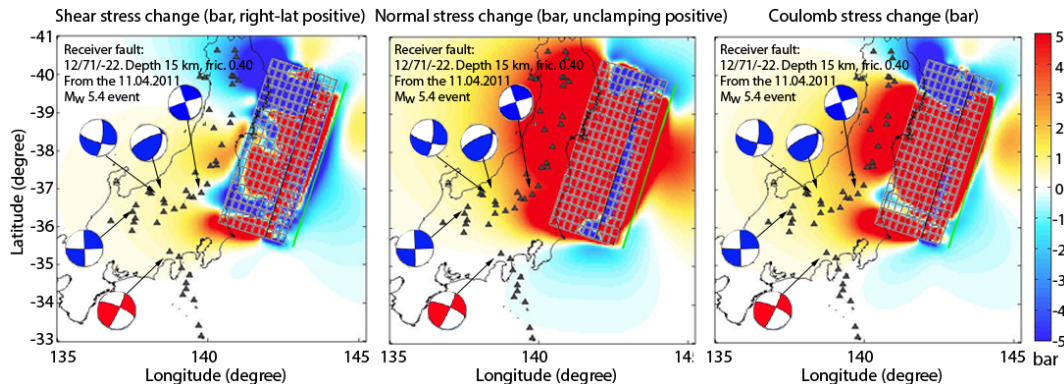 Shear stress change (bar, right-lat positive)
Normal stress change (bar, unclamping positive)
Coulomb stress change (bar)
Receiver fault:
12/71/-22. Depth 15 km, fric. 0.40
From the 11.04.2011
Mw 5.4 event
Receiver fault:
12/71/-22. Depth 15 km, fric. 0.40
From the 11.04.2011
Mw 5.4 event
Receiver fault:
12/71/-22. Depth 15 km, fric. 0.40
From the 11.04.2011
Mw 5.4 event
Latitude (degree)
-41
-40
-39
-38
-37
-36
-35
-34
-33
135
140
145
135
140
14
135
140
145
Longitude (degree)
Longitude (degree)
Longitude (degree)
5
4
3
2
1
0
-1
-2
-3
-4
-5
bar